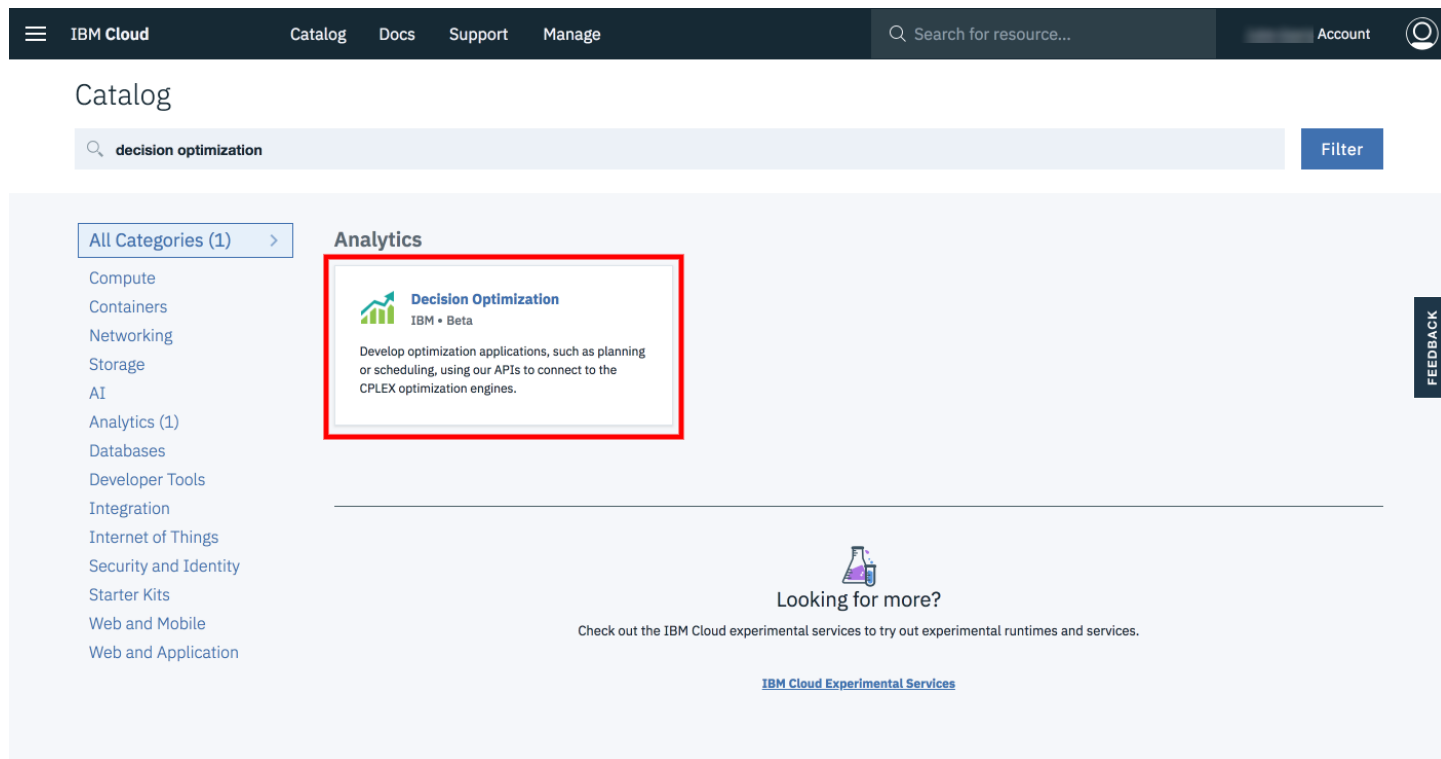 IBM Cloud Catalog Docs Support Manage Search for resource... Account
Catalog
decision optimization Filter
All Categories (1)
Compute
Containers
Networking
Storage
AI
Analytics (1)
Databases
Developer Tools
Integration
Internet of Things
Security and Identity
Starter Kits
Web and Mobile
Web and Application
Analytics
Decision Optimization
IBM • Beta
Develop optimization applications, such as planning
or scheduling, using our APIs to connect to the
CPLEX optimization engines.
Looking for more?
Check out the IBM Cloud experimental services to try out experimental runtimes and services.
IBM Cloud Experimental Services
FEEDBACK